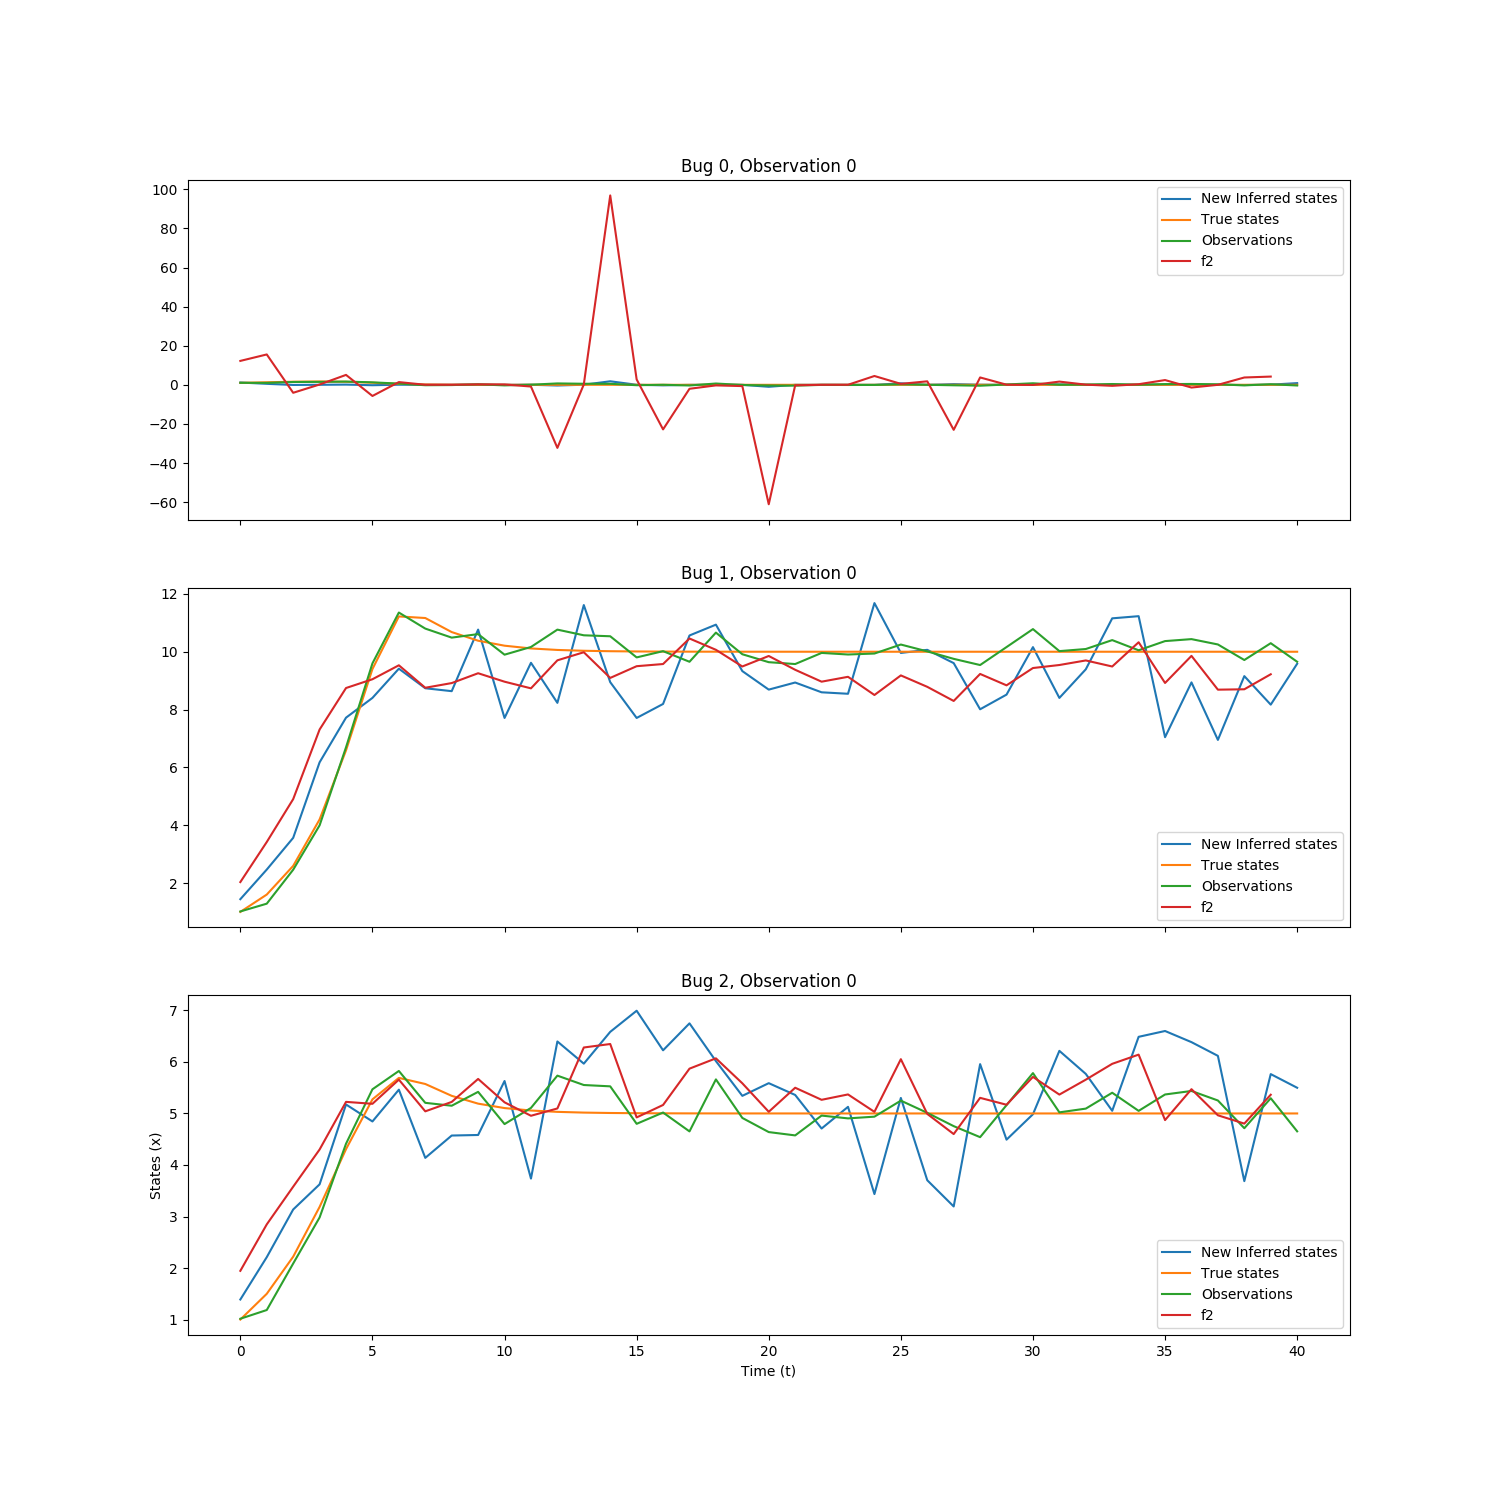 Bug 0, Observation 0
100
80
60
40
20
0
−20
−40
−60
New Inferred states
True states
Observations
f2
Bug 1, Observation 0
12
10
8
6
4
2
New Inferred states
True states
Observations
f2
Bug 2, Observation 0
7
6
5
4
3
2
1
States (x)
New Inferred states
True states
Observations
f2
0 5 10 15 20 25 30 35 40
Time (t)